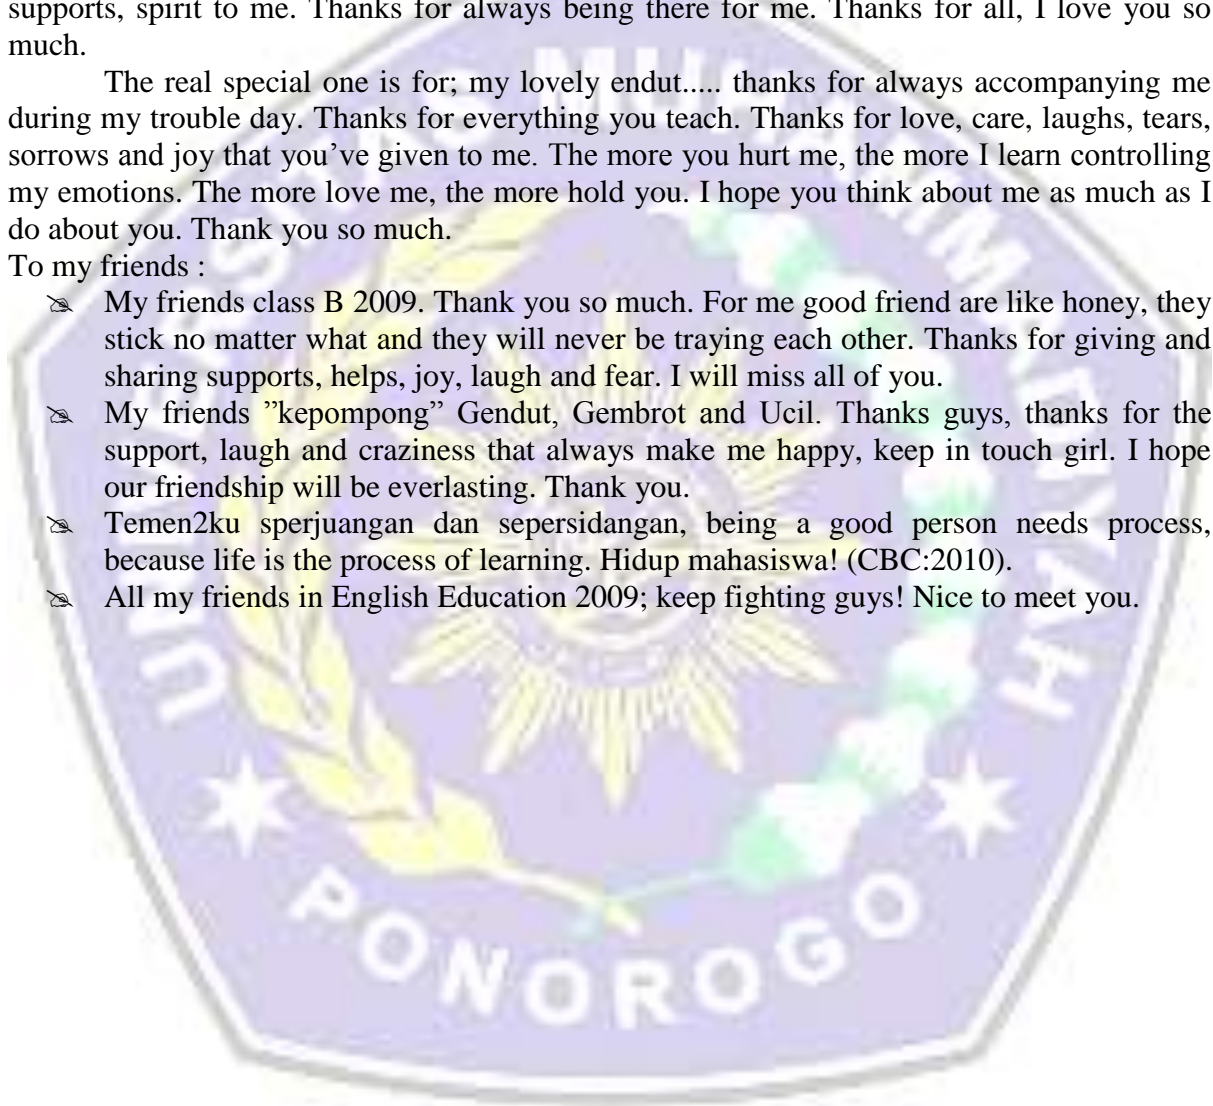 supports, spirit to me. Thanks for always being there for me. Thanks for all, I love you so
much.
The real special one is for; my lovely endut..... thanks for always accompanying me
during my trouble day. Thanks for everything you teach. Thanks for love, care, laughs, tears,
sorrows and joy that you’ve given to me. The more you hurt me, the more I learn controlling
my emotions. The more love me, the more hold you. I hope you think about me as much as I
do about you. Thank you so much.
To my friends :
My friends class B 2009. Thank you so much. For me good friend are like honey, they
stick no matter what and they will never be traying each other. Thanks for giving and
sharing supports, helps, joy, laugh and fear. I will miss all of you.
My friends ”kepompong” Gendut, Gembrot and Ucil. Thanks guys, thanks for the
support, laugh and craziness that always make me happy, keep in touch girl. I hope
our friendship will be everlasting. Thank you.
Temen2ku sperjuangan dan sepersidangan, being a good person needs process,
because life is the process of learning. Hidup mahasiswa! (CBC:2010).
All my friends in English Education 2009; keep fighting guys! Nice to meet you.
UNIVERSITAS MUHAMMADIYAH
PONOROGO